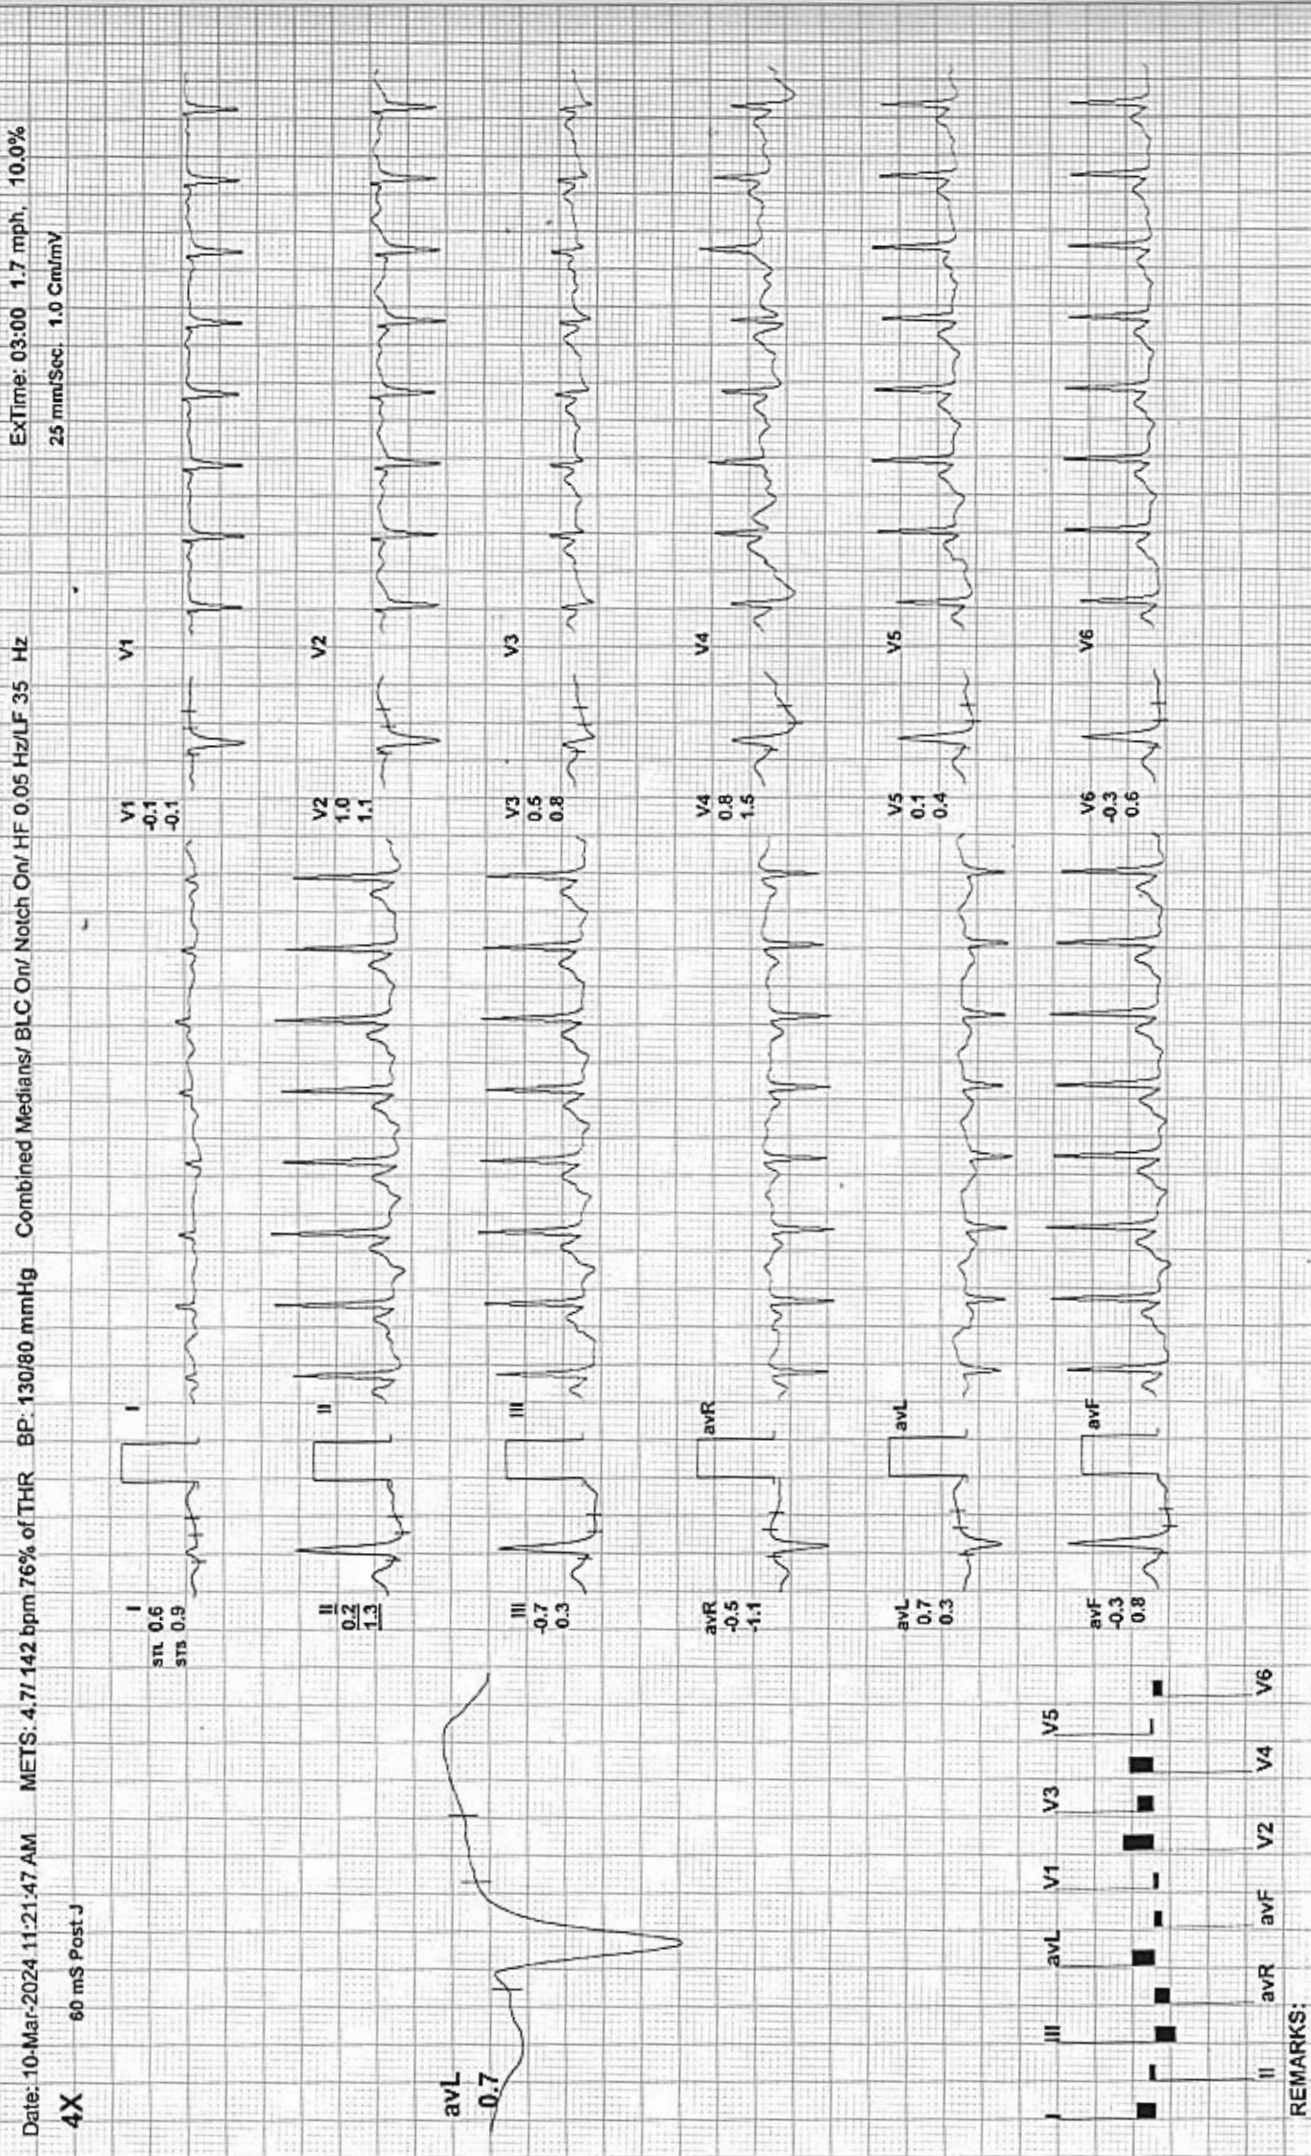 Date: 10-Mar-2024 11:21:47 AM METS: 4.7/ 142 bpm 76% of THR BP: 130/80 mmHg Combined Medians/ BLC On/ Notch On/ HF 0.05 Hz/LF 35 Hz ExTime: 03:00 1.7 mph, 10.0%
4X 60 mS Post J 25 mm/Sec. 1.0 Cm/mV
avL
0.7
I
STL 0.6
STS 0.9
I
V1
-0.1
-0.1
V1
II
0.2
1.3
II
V2
1.0
1.1
V2
III
-0.7
0.3
III
V3
0.5
0.8
V3
avR
-0.5
-1.1
avR
V4
0.8
1.5
V4
avL
0.7
0.3
avL
V5
0.1
0.4
V5
avF
-0.3
0.8
avF
V6
-0.3
0.6
V6
I III avL V1 V3 V5
II avR avF V2 V4 V6
REMARKS: